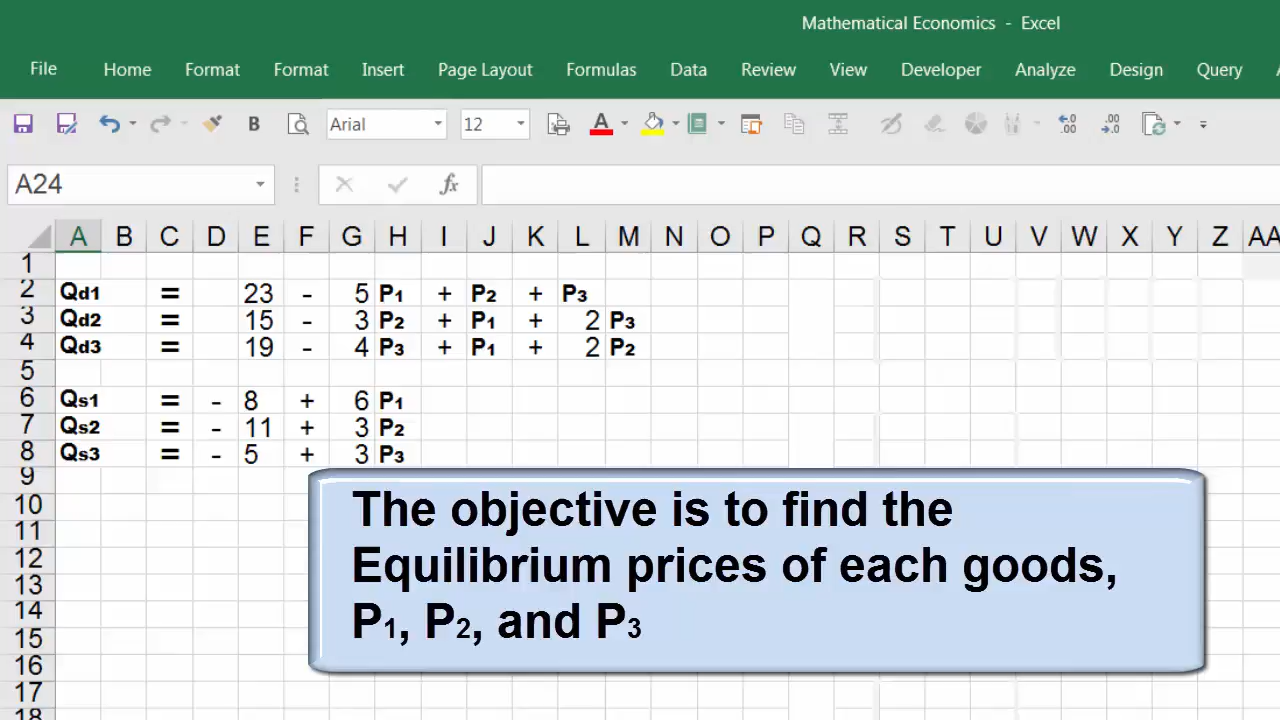 Mathematical Economics - Excel
File Home Format Format Insert Page Layout Formulas Data Review View Developer Analyze Design Query
B Arial 12 A
A24 fx
A B C D E F G H I J K L M N O P Q R S T U V W X Y Z AA
1
2 Qd1 = 23 - 5 P1 + P2 + P3
3 Qd2 = 15 - 3 P2 + P1 + 2 P3
4 Qd3 = 19 - 4 P3 + P1 + 2 P2
5
6 Qs1 = - 8 + 6 P1
7 Qs2 = - 11 + 3 P2
8 Qs3 = - 5 + 3 P3
9
10
11
12
13
14
15
16
17
18
The objective is to find the
Equilibrium prices of each goods,
P1, P2, and P3